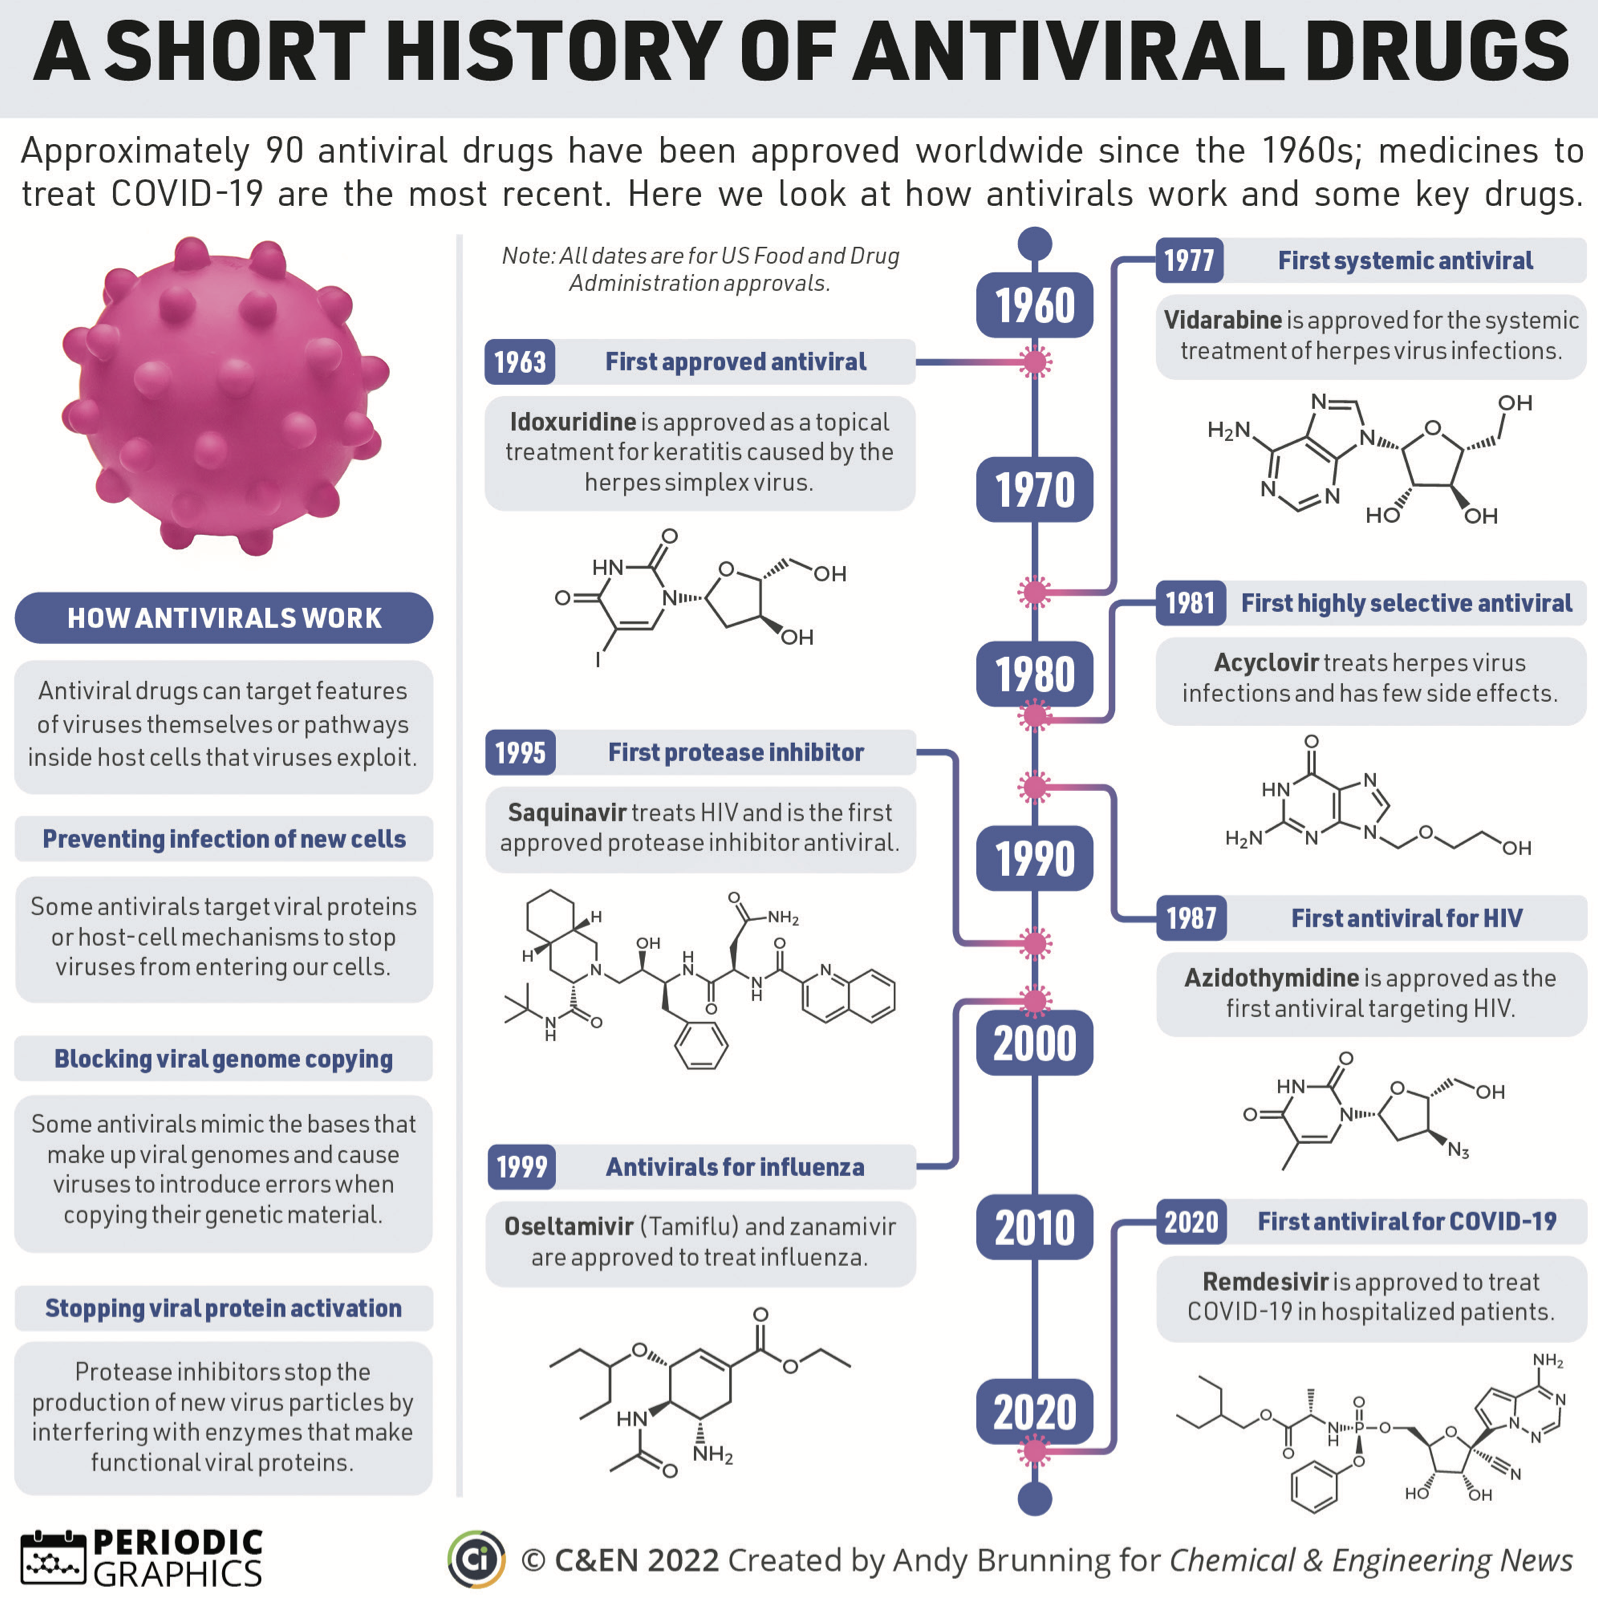 A SHORT HISTORY OF ANTIVIRAL DRUGS
Approximately 90 antiviral drugs have been approved worldwide since the 1960s; medicines to
treat COVID-19 are the most recent. Here we look at how antivirals work and some key drugs.
HOW ANTIVIRALS WORK
Antiviral drugs can target features
of viruses themselves or pathways
inside host cells that viruses exploit.
Preventing infection of new cells
Some antivirals target viral proteins
or host-cell mechanisms to stop
viruses from entering our cells.
Blocking viral genome copying
Some antivirals mimic the bases that
make up viral genomes and cause
viruses to introduce errors when
copying their genetic material.
Stopping viral protein activation
Protease inhibitors stop the
production of new virus particles by
interfering with enzymes that make
functional viral proteins.
Note: All dates are for US Food and Drug
Administration approvals.
1963 First approved antiviral
Idoxuridine is approved as a topical
treatment for keratitis caused by the
herpes simplex virus.
O
HN
O
N
O
OH
OH
I
1995 First protease inhibitor
Saquinavir treats HIV and is the first
approved protease inhibitor antiviral.
O
NH2
H
H
OH
H
N
O
N
N
H
O
N
H
O
N
H
O
1999 Antivirals for influenza
Oseltamivir (Tamiflu) and zanamivir
are approved to treat influenza.
O
O
O
HN
NH2
O
1960
1970
1980
1990
2000
2010
2020
1977 First systemic antiviral
Vidarabine is approved for the systemic
treatment of herpes virus infections.
N
OH
H2N
N
O
N
N
HO
OH
1981 First highly selective antiviral
Acyclovir treats herpes virus
infections and has few side effects.
O
HN
N
H2N
N
N
O
OH
1987 First antiviral for HIV
Azidothymidine is approved as the
first antiviral targeting HIV.
O
HN
O
N
O
OH
N3
2020 First antiviral for COVID-19
Remdesivir is approved to treat
COVID-19 in hospitalized patients.
NH2
N
N
N
O
O
N
H
O
P
O
O
O
N
HO
OH
PERIODIC
GRAPHICS
Ci © C&EN 2022 Created by Andy Brunning for Chemical & Engineering News